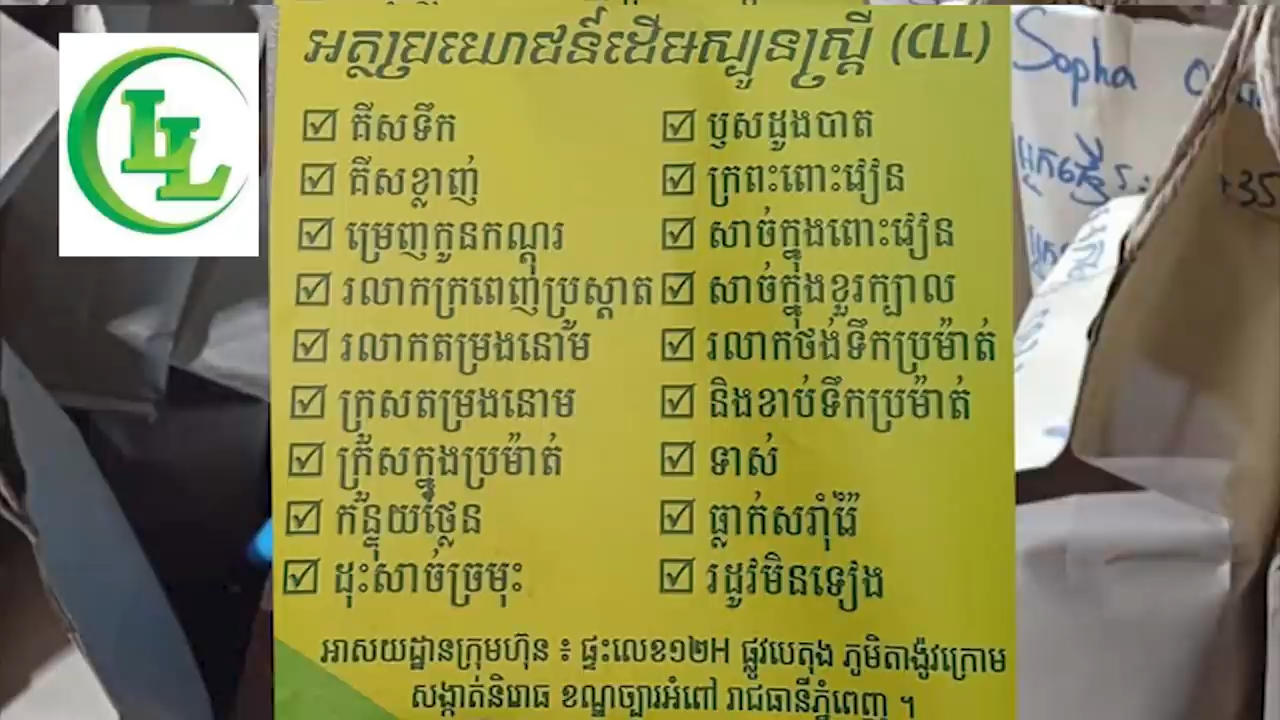 LL
អត្ថប្រយោជន៍ដើមស្បូនស្ត្រី (CLL)
គីសទឹក
គីសខ្លាញ់
ម្រេញកូនកណ្តុរ
រលាកក្រពេញប្រូស្តាត
រលាកតម្រងនោម
គ្រួសតម្រងនោម
គ្រួសក្នុងប្រម៉ាត់
កន្ទុយថ្លែន
ដុះសាច់ច្រមុះ
ប្ញសដូងបាត
ក្រពះពោះវៀន
សាច់ក្នុងពោះវៀន
សាច់ក្នុងខួរក្បាល
រលាកថង់ទឹកប្រម៉ាត់
និងខាប់ទឹកប្រម៉ាត់
ទាស់
ធ្លាក់សរ៉ាំរ៉ៃ
រដូវមិនទៀង
អាសយដ្ឋានក្រុមហ៊ុន ៖ ផ្ទះលេខ១២H ផ្លូវបេតុង ភូមិតាង៉ូវក្រោម
សង្កាត់និរោធ ខណ្ឌច្បារអំពៅ រាជធានីភ្នំពេញ ។
Sopha